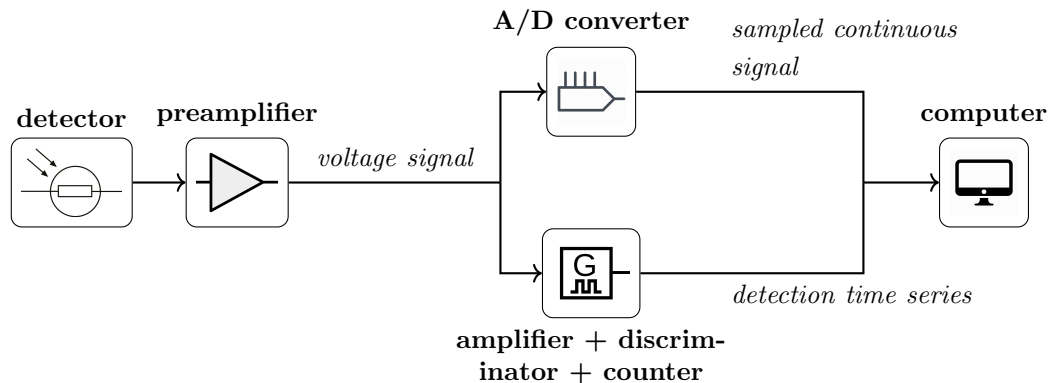 A/D converter
sampled continuous
signal
detector
preamplifier
computer
voltage signal
G
detection time series
amplifier + discrim-
inator + counter